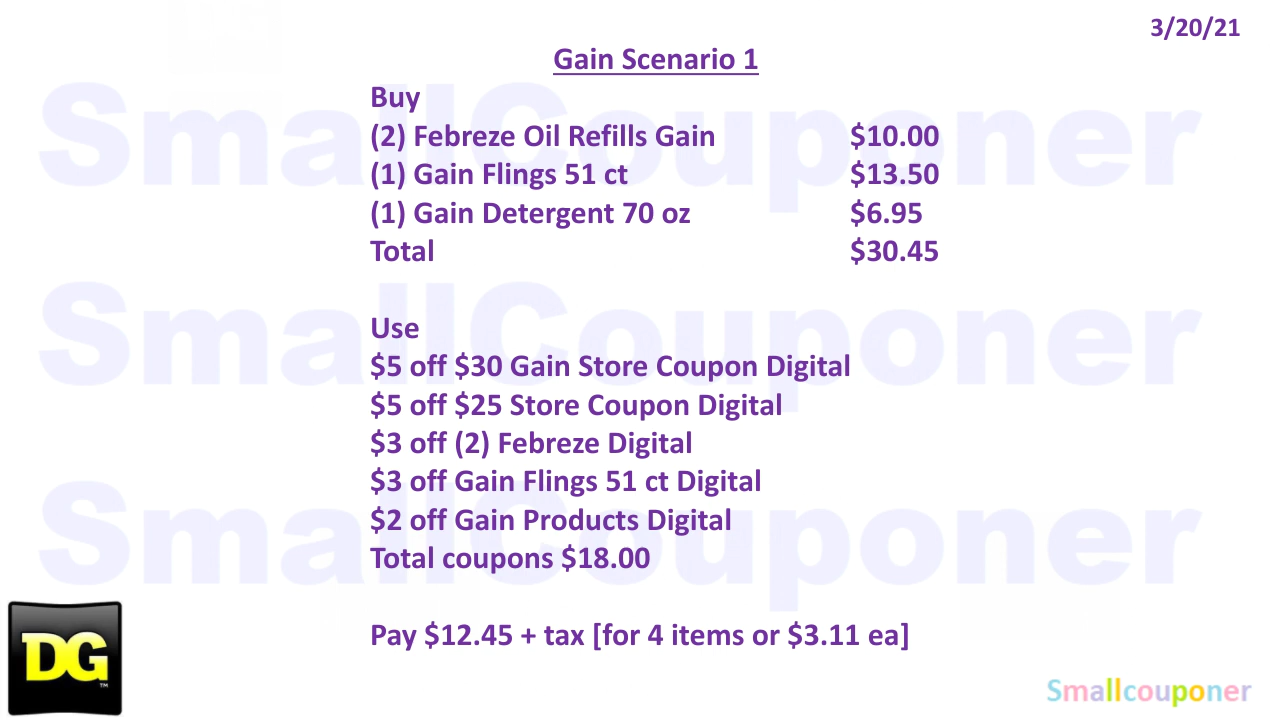 3/20/21
Gain Scenario 1
Buy
(2) Febreze Oil Refills Gain $10.00
(1) Gain Flings 51 ct $13.50
(1) Gain Detergent 70 oz $6.95
Total $30.45
Use
$5 off $30 Gain Store Coupon Digital
$5 off $25 Store Coupon Digital
$3 off (2) Febreze Digital
$3 off Gain Flings 51 ct Digital
$2 off Gain Products Digital
Total coupons $18.00
Pay $12.45 + tax [for 4 items or $3.11 ea]
SmallCouponer
SmallCouponer
SmallCouponer
DG™
Smallcouponer